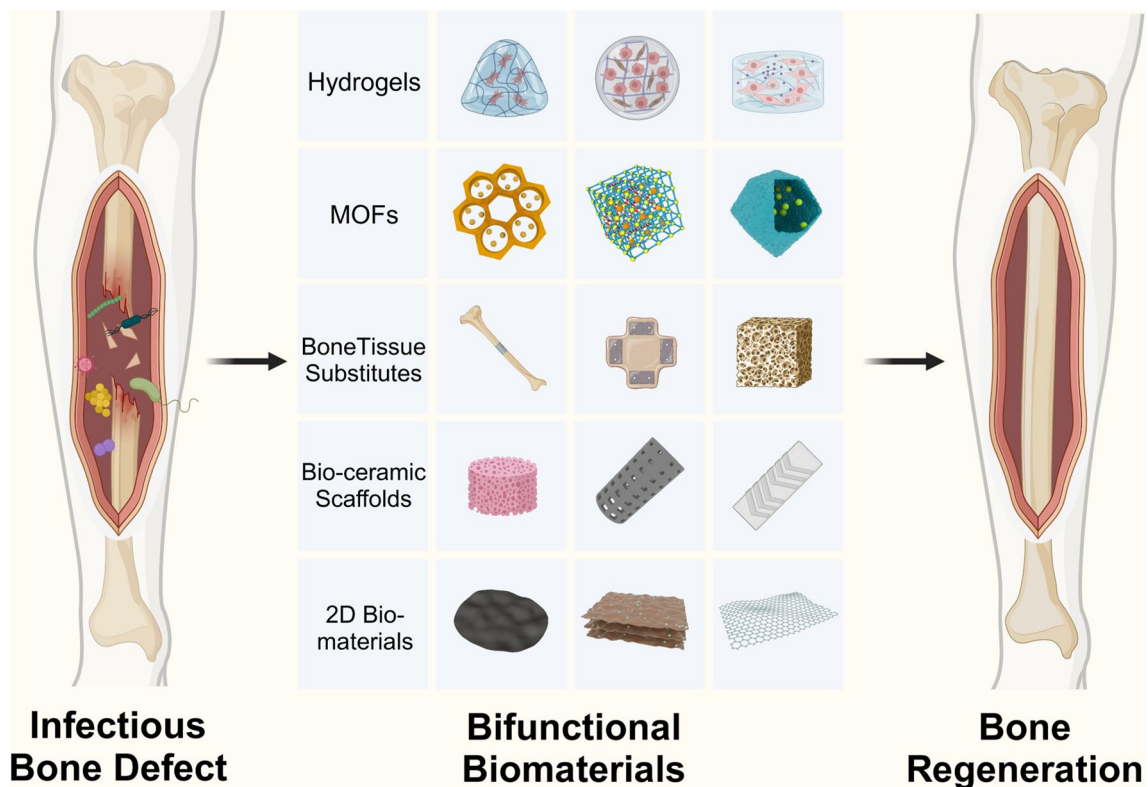 Hydrogels
MOFs
BoneTissue
Substitutes
Bio-ceramic
Scaffolds
2D Bio-
materials
Infectious
Bone Defect
Bifunctional
Biomaterials
Bone
Regeneration